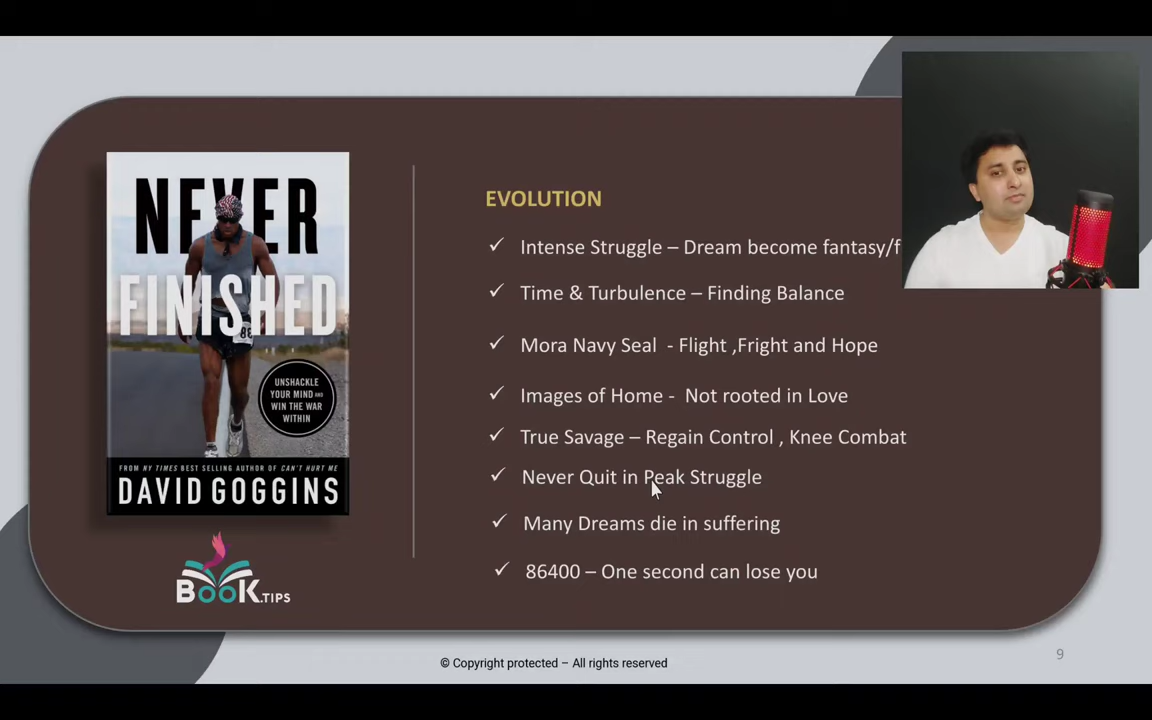 NEVER
FINISHED
UNSHACKLE
YOUR MIND AND
WIN THE WAR
WITHIN
FROM NY TIMES BEST SELLING AUTHOR OF CAN'T HURT ME
DAVID GOGGINS
BOOK.TIPS
EVOLUTION
✓ Intense Struggle – Dream become fantasy/f
✓ Time & Turbulence – Finding Balance
✓ Mora Navy Seal - Flight ,Fright and Hope
✓ Images of Home - Not rooted in Love
✓ True Savage – Regain Control , Knee Combat
✓ Never Quit in Peak Struggle
✓ Many Dreams die in suffering
✓ 86400 – One second can lose you
© Copyright protected – All rights reserved
9